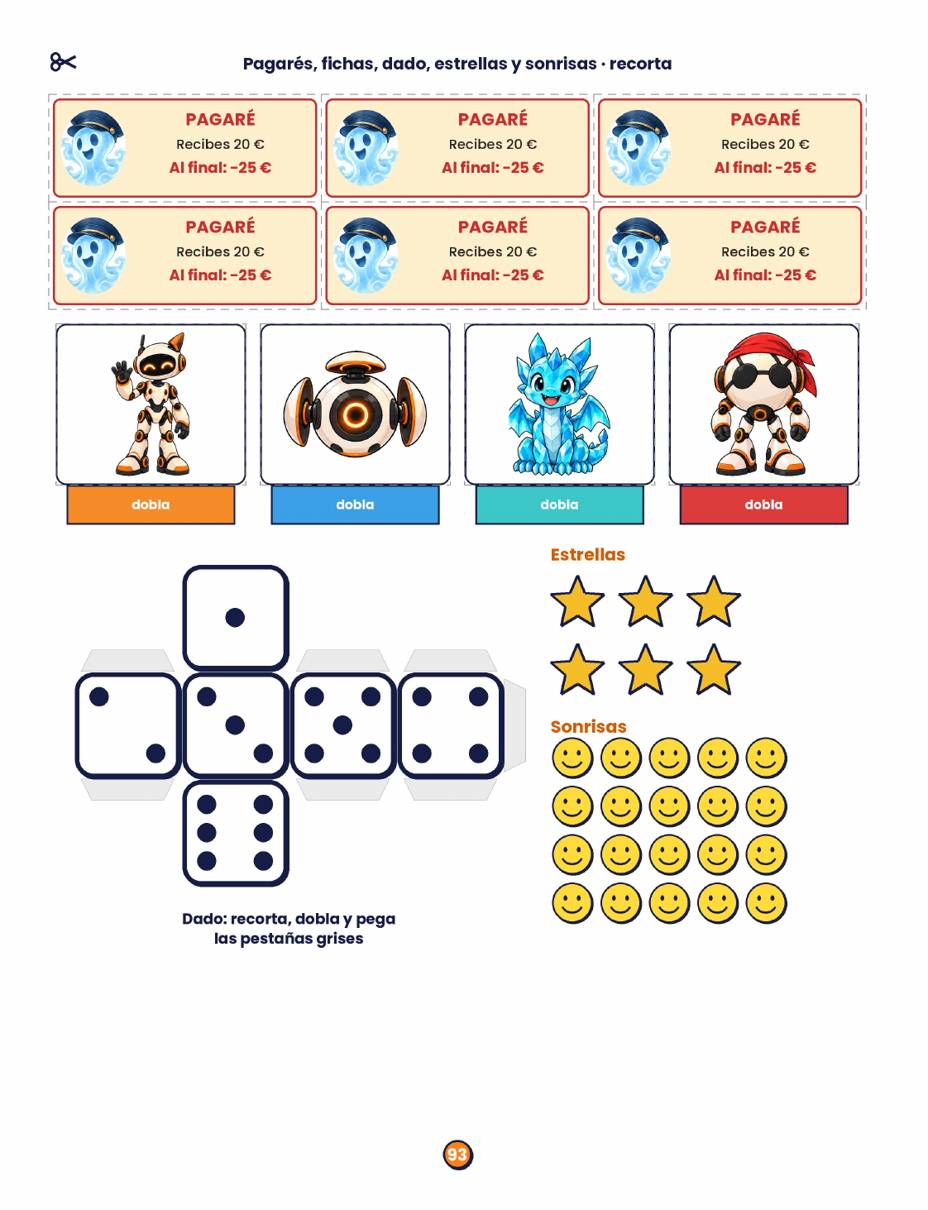 Pagarés, fichas, dado, estrellas y sonrisas · recorta
PAGARÉ
Recibes 20 €
Al final: -25 €
PAGARÉ
Recibes 20 €
Al final: -25 €
PAGARÉ
Recibes 20 €
Al final: -25 €
PAGARÉ
Recibes 20 €
Al final: -25 €
PAGARÉ
Recibes 20 €
Al final: -25 €
PAGARÉ
Recibes 20 €
Al final: -25 €
dobla
dobla
dobla
dobla
Estrellas
Sonrisas
Dado: recorta, dobla y pega
las pestañas grises
93